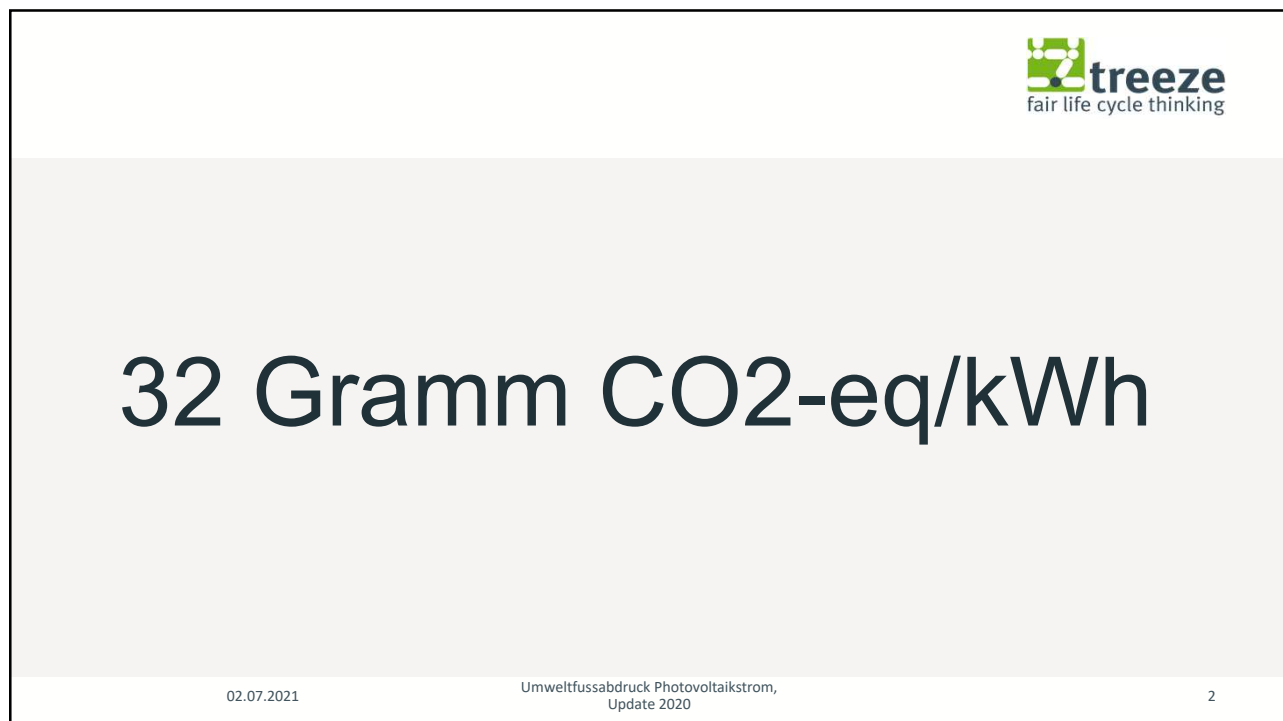 treeze
fair life cycle thinking
32 Gramm CO2-eq/kWh
02.07.2021
Umweltfussabdruck Photovoltaikstrom,
Update 2020
2